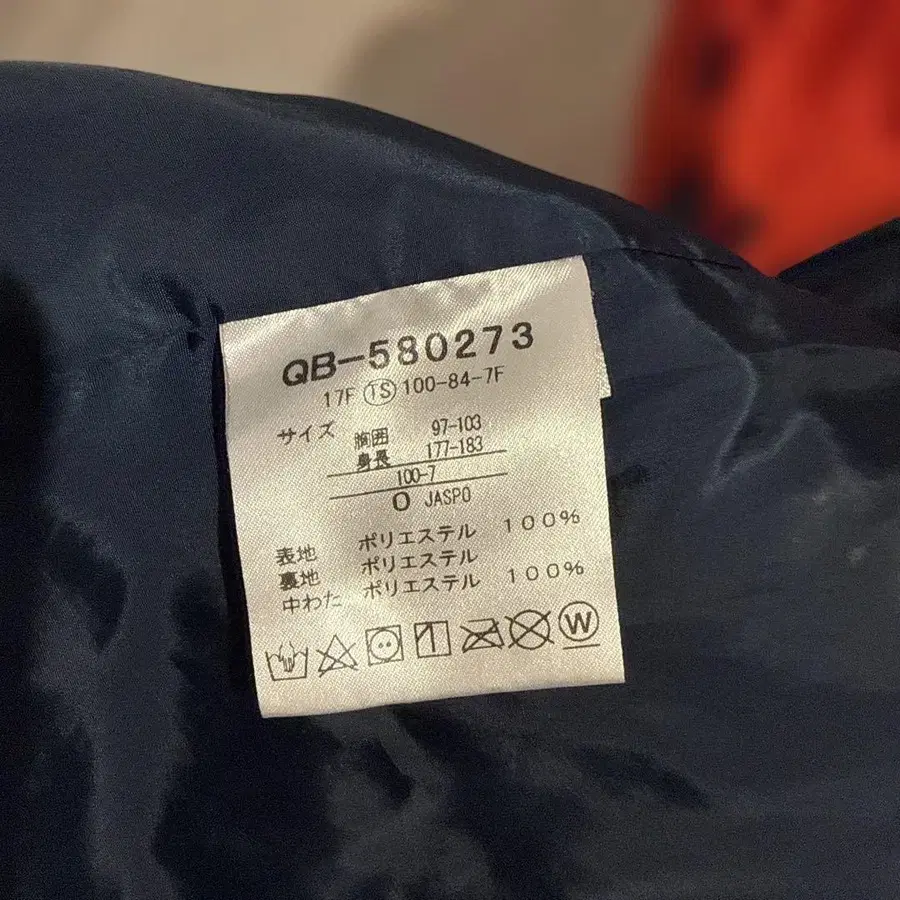 QB-580273
17F TS 100-84-7F
サイズ 胸囲 97-103
身長 177-183
100-7
O JASPO
表地 ポリエステル 100%
裏地 ポリエステル
中わた ポリエステル 100%
W